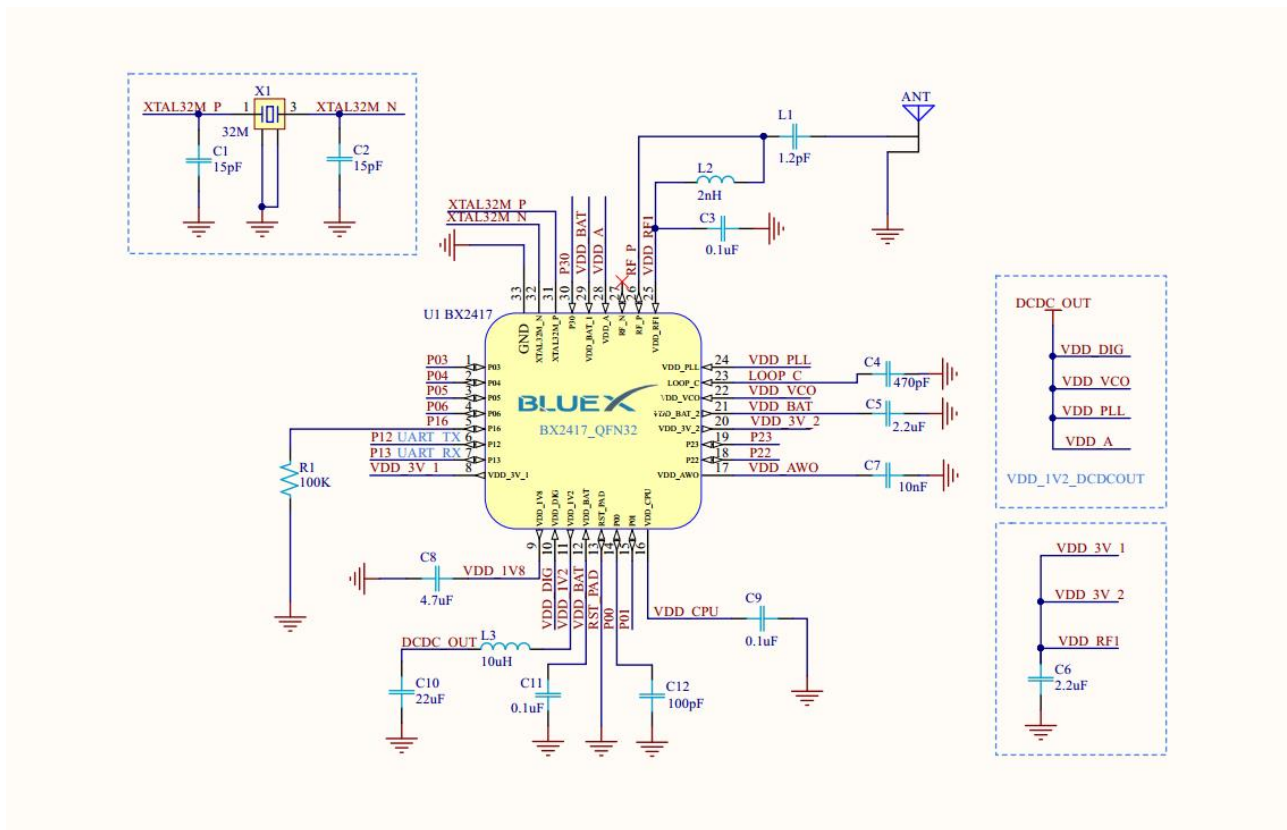 X1
XTAL32M_P 1 3 XTAL32M_N
32M
C1
15pF
C2
15pF
ANT
L1
1.2pF
L2
2nH
C3
0.1uF
XTAL32M_P
XTAL32M_N
P30
VDD_BAT
VDD_A
RF_P
VDD_RF1
33
32
31
30
29
28
27
26
25
U1 BX2417
GND
XTAL32M_N
XTAL32M_P
P30
VDD_BAT_1
VDD_A
RF_N
RF_P
VDD_RF1
P03 1 P03
P04 2 P04
P05 3 P05
P06 4 P06
P16 5 P16
P12 UART_TX 6 P12
P13 UART_RX 7 P13
VDD_3V_1 8 VDD_3V_1
BLUEX
BX2417_QFN32
VDD_PLL 24 VDD_PLL
LOOP_C 23 LOOP_C
VDD_VCO 22 VDD_VCO
VDD_BAT_2 21 VDD_BAT
VDD_3V_2 20 VDD_3V_2
P23 19 P23
P22 18 P22
VDD_AWO 17 VDD_AWO
C4
470pF
C5
2.2uF
C7
10nF
R1
100K
VDD_1V8
VDD_DIG
VDD_1V2
VDD_BAT
RST_PAD
P00
P01
VDD_CPU
9
10
11
12
13
14
15
16
C8
4.7uF
VDD_1V8
VDD_DIG
VDD_1V2
VDD_BAT
RST_PAD
P00
P01
VDD_CPU
C9
0.1uF
DCDC_OUT
L3
10uH
C10
22uF
C11
0.1uF
C12
100pF
DCDC_OUT
VDD_DIG
VDD_VCO
VDD_PLL
VDD_A
VDD_1V2_DCDCOUT
VDD_3V_1
VDD_3V_2
VDD_RF1
C6
2.2uF